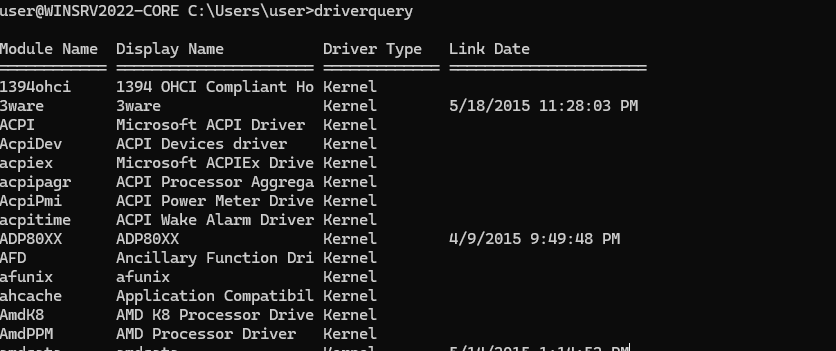 user@WINSRV2022-CORE C:\Users\user>driverquery
Module Name  Display Name           Driver Type   Link Date
============ ====================== ============= ======================
1394ohci     1394 OHCI Compliant Ho Kernel
3ware        3ware                  Kernel        5/18/2015 11:28:03 PM
ACPI         Microsoft ACPI Driver  Kernel
AcpiDev      ACPI Devices driver    Kernel
acpiex       Microsoft ACPIEx Drive Kernel
acpipagr     ACPI Processor Aggrega Kernel
AcpiPmi      ACPI Power Meter Drive Kernel
acpitime     ACPI Wake Alarm Driver Kernel
ADP80XX      ADP80XX                Kernel        4/9/2015 9:49:48 PM
AFD          Ancillary Function Dri Kernel
afunix       afunix                 Kernel
ahcache      Application Compatibil Kernel
AmdK8        AMD K8 Processor Drive Kernel
AmdPPM       AMD Processor Driver   Kernel